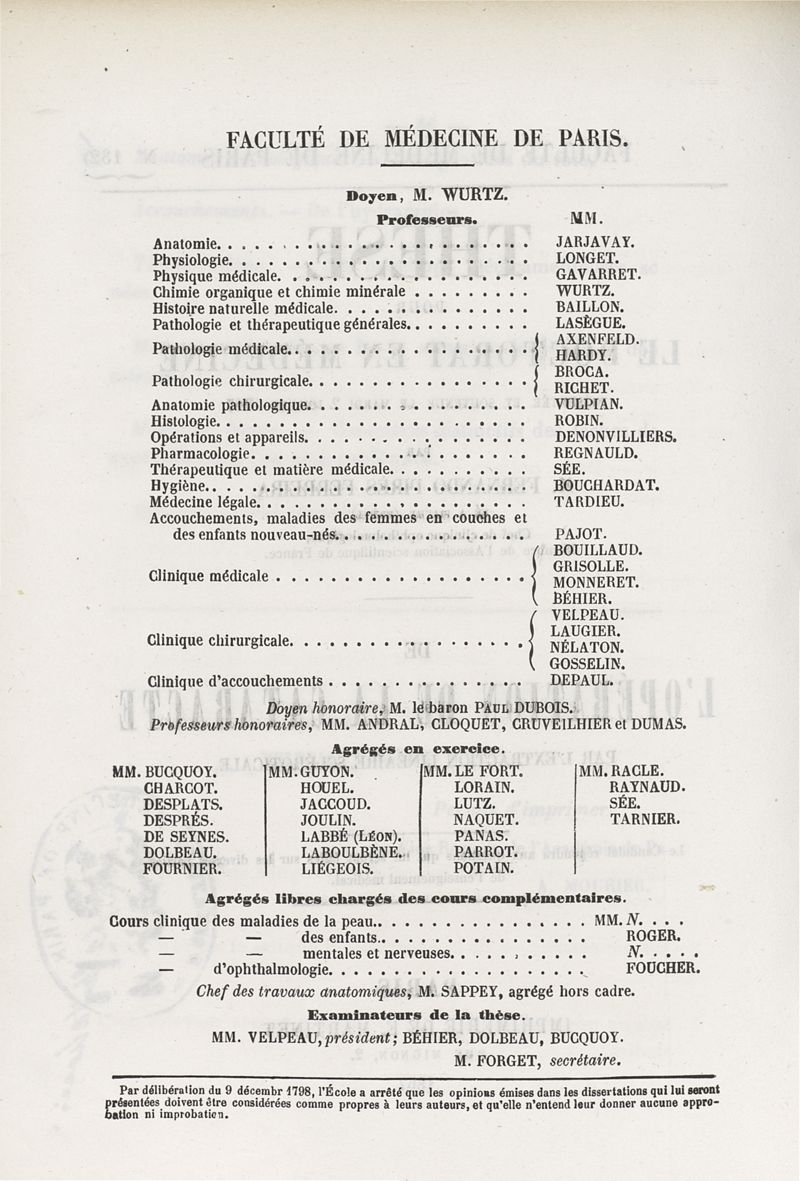 FACULTÉ DE MÉDECINE DE PARIS.
Doyen, M. WURTZ.
Professeurs. MM.
Anatomie. . . . . . . . . . . . . . . . . . . . JARJAVAY.
Physiologie. . . . . . . . . . . . . . . . . . . LONGET.
Physique médicale. . . . . . . . . . . . . . . . GAVARRET.
Chimie organique et chimie minérale . . . . . . . . . WURTZ.
Histoire naturelle médicale. . . . . . . . . . . . . BAILLON.
Pathologie et thérapeutique générales. . . . . . . . . LASÈGUE.
Pathologie médicale. . . . . . . . . . . . . . . . { AXENFELD.
HARDY.
Pathologie chirurgicale. . . . . . . . . . . . . . . { BROCA.
RICHET.
Anatomie pathologique. . . . . . . . . . . . . . . VULPIAN.
Histologie. . . . . . . . . . . . . . . . . . . . ROBIN.
Opérations et appareils. . . . . . . . . . . . . . . DENONVILLIERS.
Pharmacologie. . . . . . . . . . . . . . . . . . REGNAULD.
Thérapeutique et matière médicale. . . . . . . . . . SÉE.
Hygiène. . . . . . . . . . . . . . . . . . . . . BOUCHARDAT.
Médecine légale. . . . . . . . . . . . . . . . . . TARDIEU.
Accouchements, maladies des femmes en couches et
des enfants nouveau-nés. . . . . . . . . . . . . . PAJOT.
Clinique médicale . . . . . . . . . . . . . . . . . { BOUILLAUD.
GRISOLLE.
MONNERET.
BÉHIER.
Clinique chirurgicale. . . . . . . . . . . . . . . . { VELPEAU.
LAUGIER.
NÉLATON.
GOSSELIN.
Clinique d'accouchements . . . . . . . . . . . . . DEPAUL.
Doyen honoraire, M. le baron PAUL DUBOIS.
Professeurs honoraires, MM. ANDRAL, CLOQUET, CRUVEILHIER et DUMAS.
Agrégés en exercice.
MM. BUCQUOY. MM. GUYON. MM. LE FORT. MM. RACLE.
CHARCOT. HOUEL. LORAIN. RAYNAUD.
DESPLATS. JACCOUD. LUTZ. SÉE.
DESPRÉS. JOULIN. NAQUET. TARNIER.
DE SEYNES. LABBÉ (LÉON). PANAS.
DOLBEAU. LABOULBÈNE. PARROT.
FOURNIER. LIÉGEOIS. POTAIN.
Agrégés libres chargés des cours complémentaires.
Cours clinique des maladies de la peau. . . . . . . . . . . . . . . . MM. N. . . .
— — des enfants. . . . . . . . . . . . . . . . ROGER.
— — mentales et nerveuses. . . . . . . . . . N. . . . .
— d'ophthalmologie. . . . . . . . . . . . . . . . . . . FOUCHER.
Chef des travaux anatomiques, M. SAPPEY, agrégé hors cadre.
Examinateurs de la thèse.
MM. VELPEAU, président; BÉHIER, DOLBEAU, BUCQUOY.
M. FORGET, secrétaire.
Par délibération du 9 décembr 1798, l'École a arrêté que les opinions émises dans les dissertations qui lui seront
présentées doivent être considérées comme propres à leurs auteurs, et qu'elle n'entend leur donner aucune appro-
bation ni improbation.